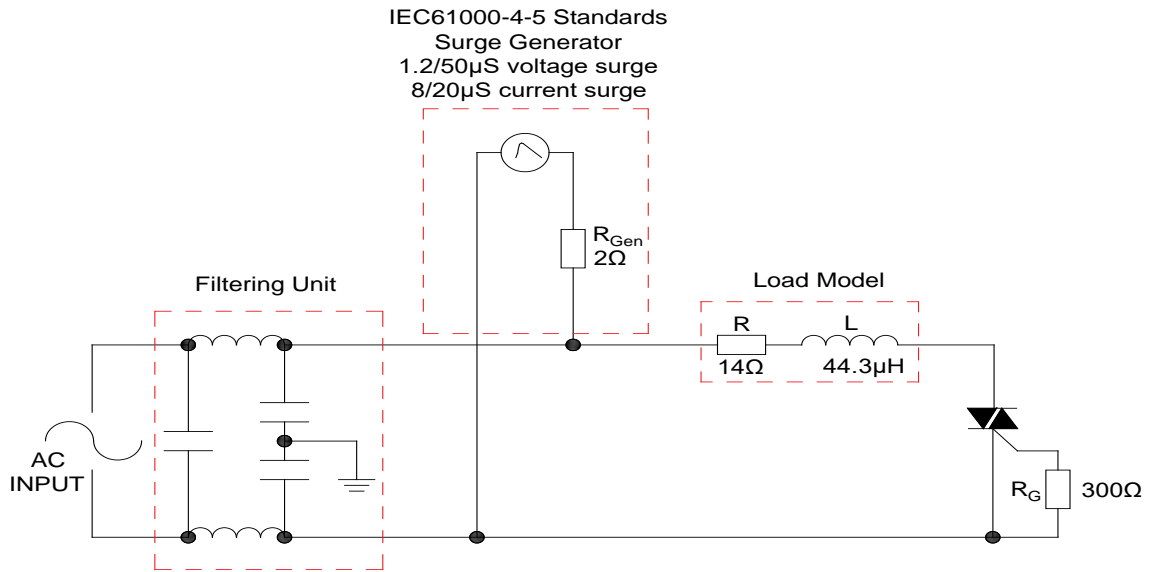 IEC61000-4-5 Standards
Surge Generator
1.2/50µS voltage surge
8/20µS current surge
RGen
2Ω
Filtering Unit
Load Model
R
L
14Ω
44.3µH
AC
INPUT
RG
300Ω